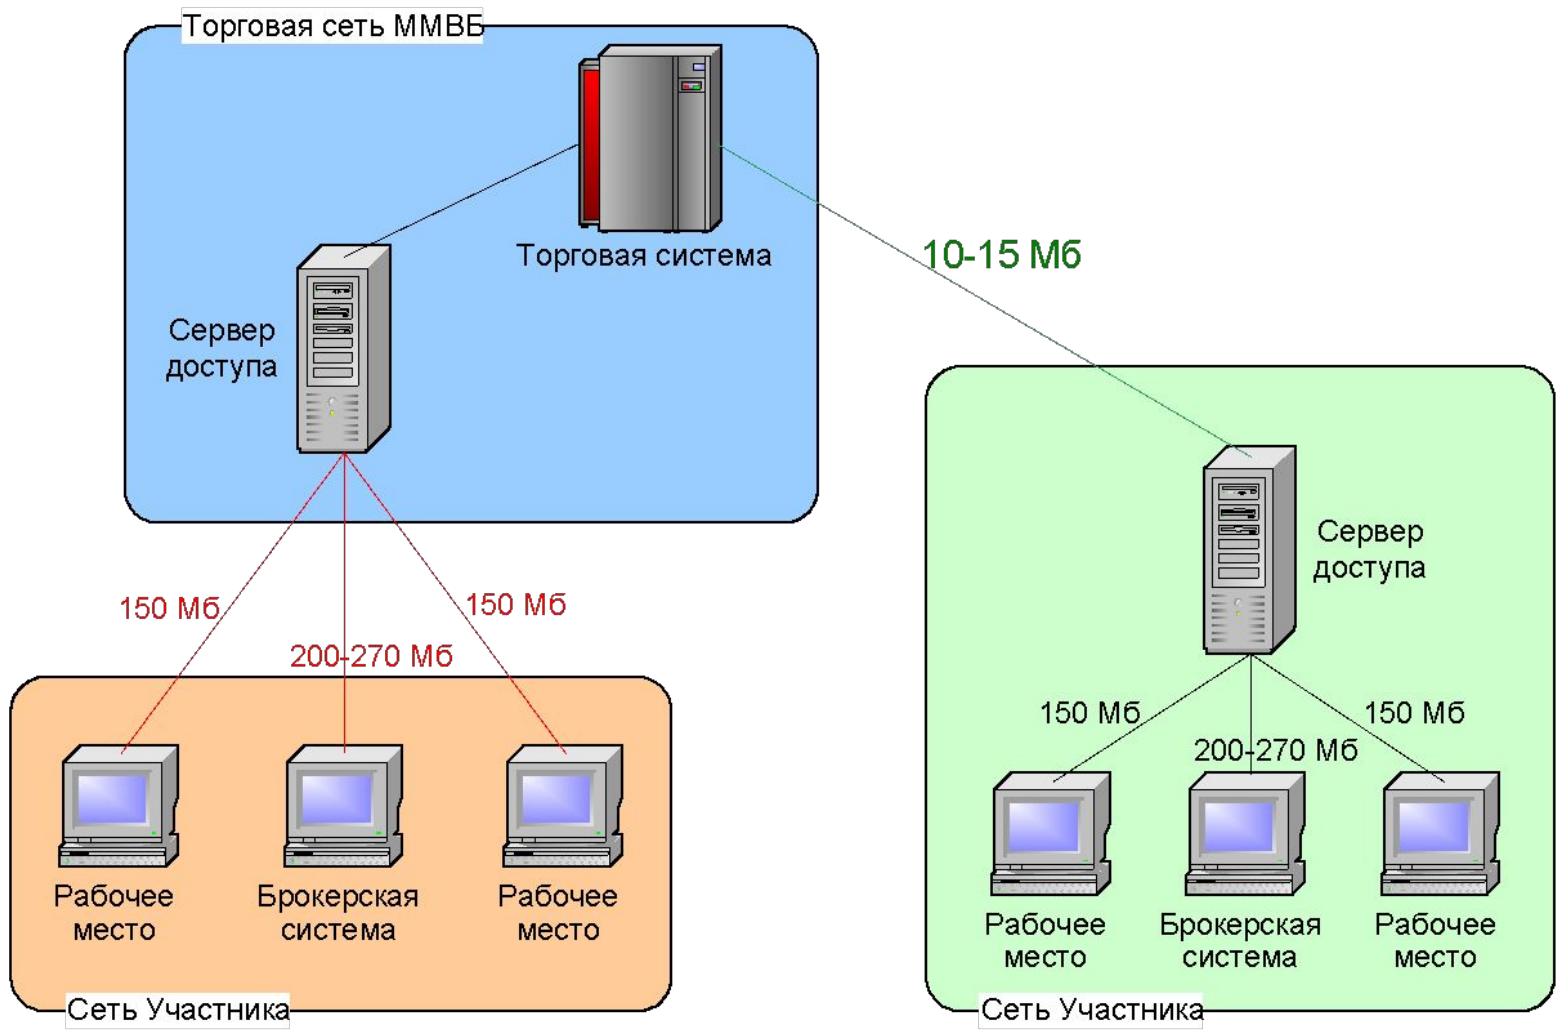 Торговая сеть ММВБ
Торговая система
10-15 Мб
Сервер
доступа
150 Мб
150 Мб
200-270 Мб
Рабочее
место
Брокерская
система
Рабочее
место
Сеть Участника
Сервер
доступа
150 Мб
150 Мб
200-270 Мб
Рабочее
место
Брокерская
система
Рабочее
место
Сеть Участника